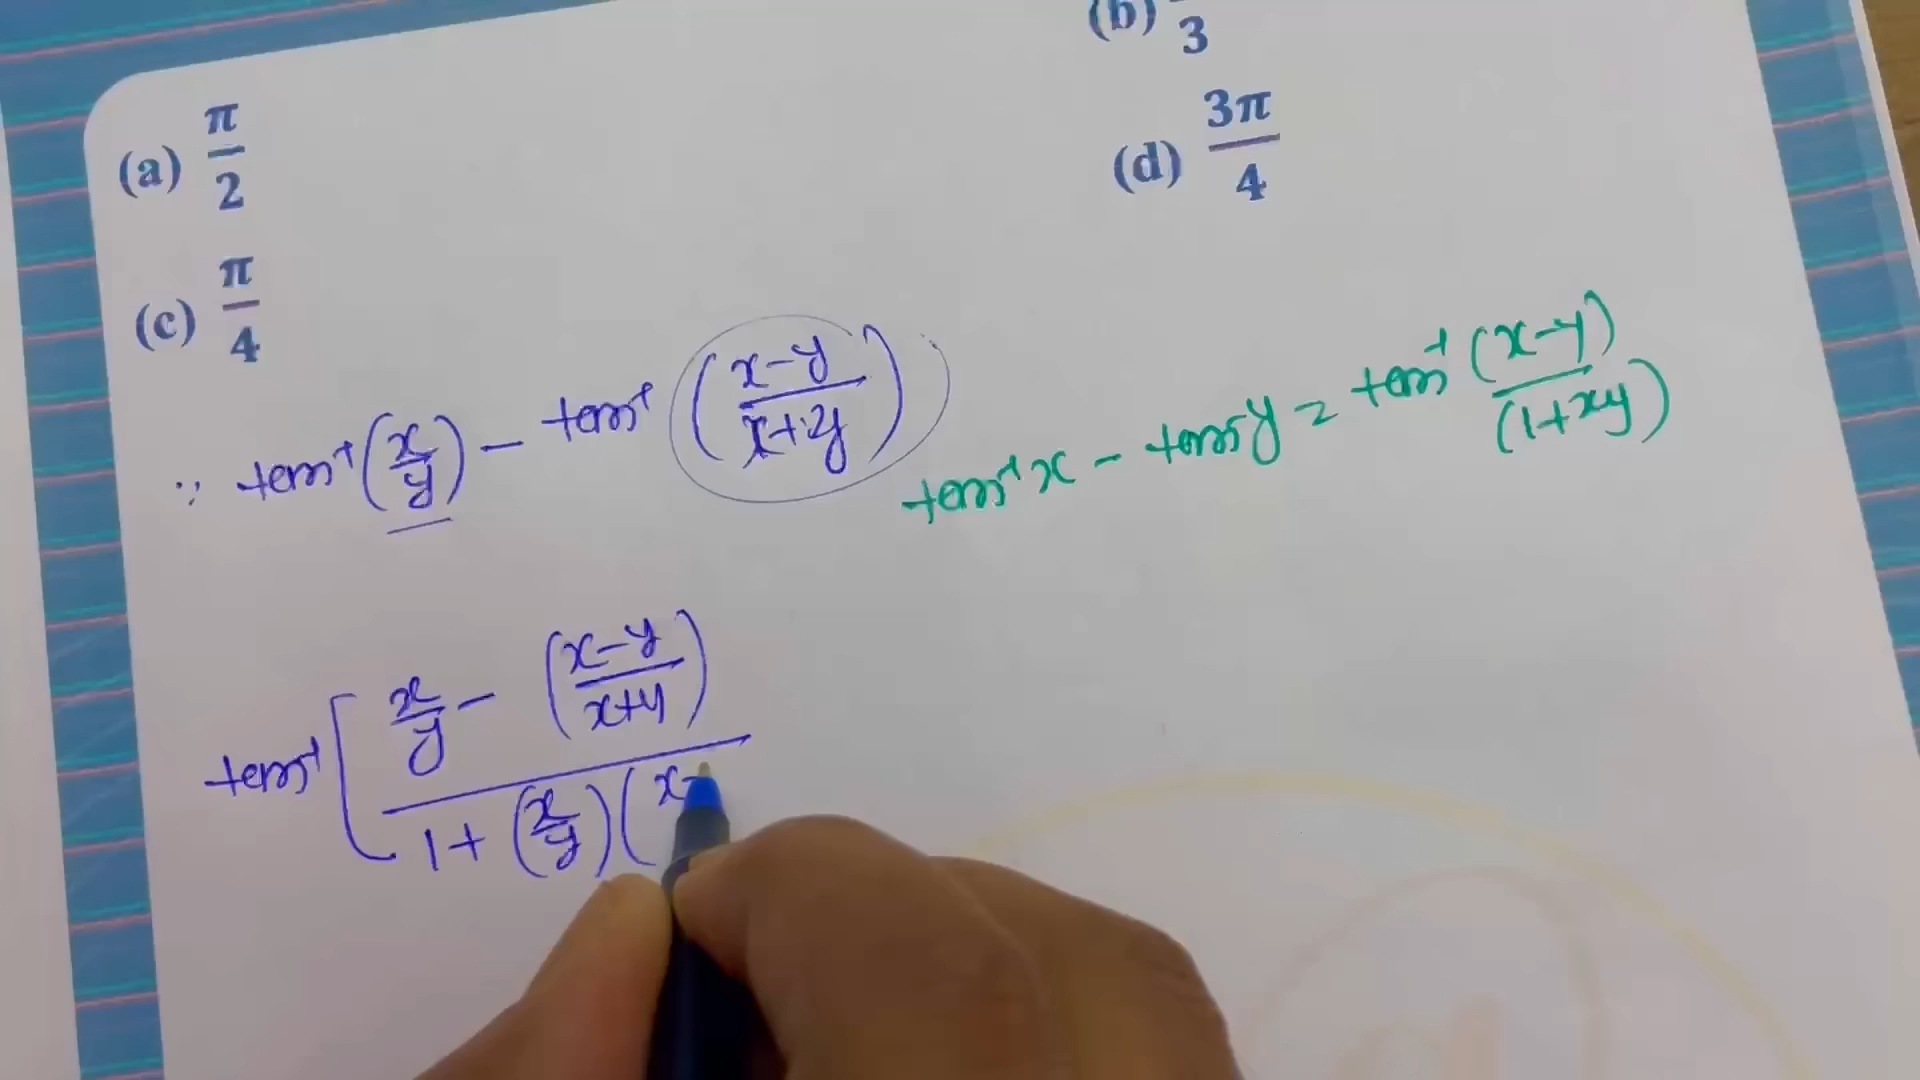 (b) 3
(a) π/2
(d) 3π/4
(c) π/4
∵ tan⁻¹(x/y) − tan⁻¹((x−y)/(x+y))
tan⁻¹x − tan⁻¹y = tan⁻¹ (x−y)/(1+xy)
tan⁻¹[ x/y − ((x−y)/(x+y))
1 + (x/y)(x−